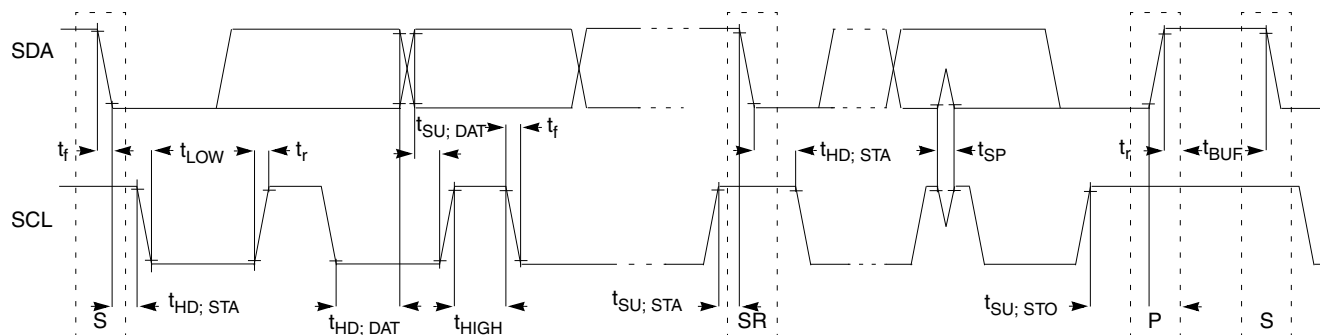 SDA
t_SU; DAT
t_f
t_f
t_LOW
t_r
t_HD; STA
t_SP
t_r
t_BUF
SCL
S
t_HD; STA
t_HD; DAT
t_HIGH
t_SU; STA
SR
t_SU; STO
P
S